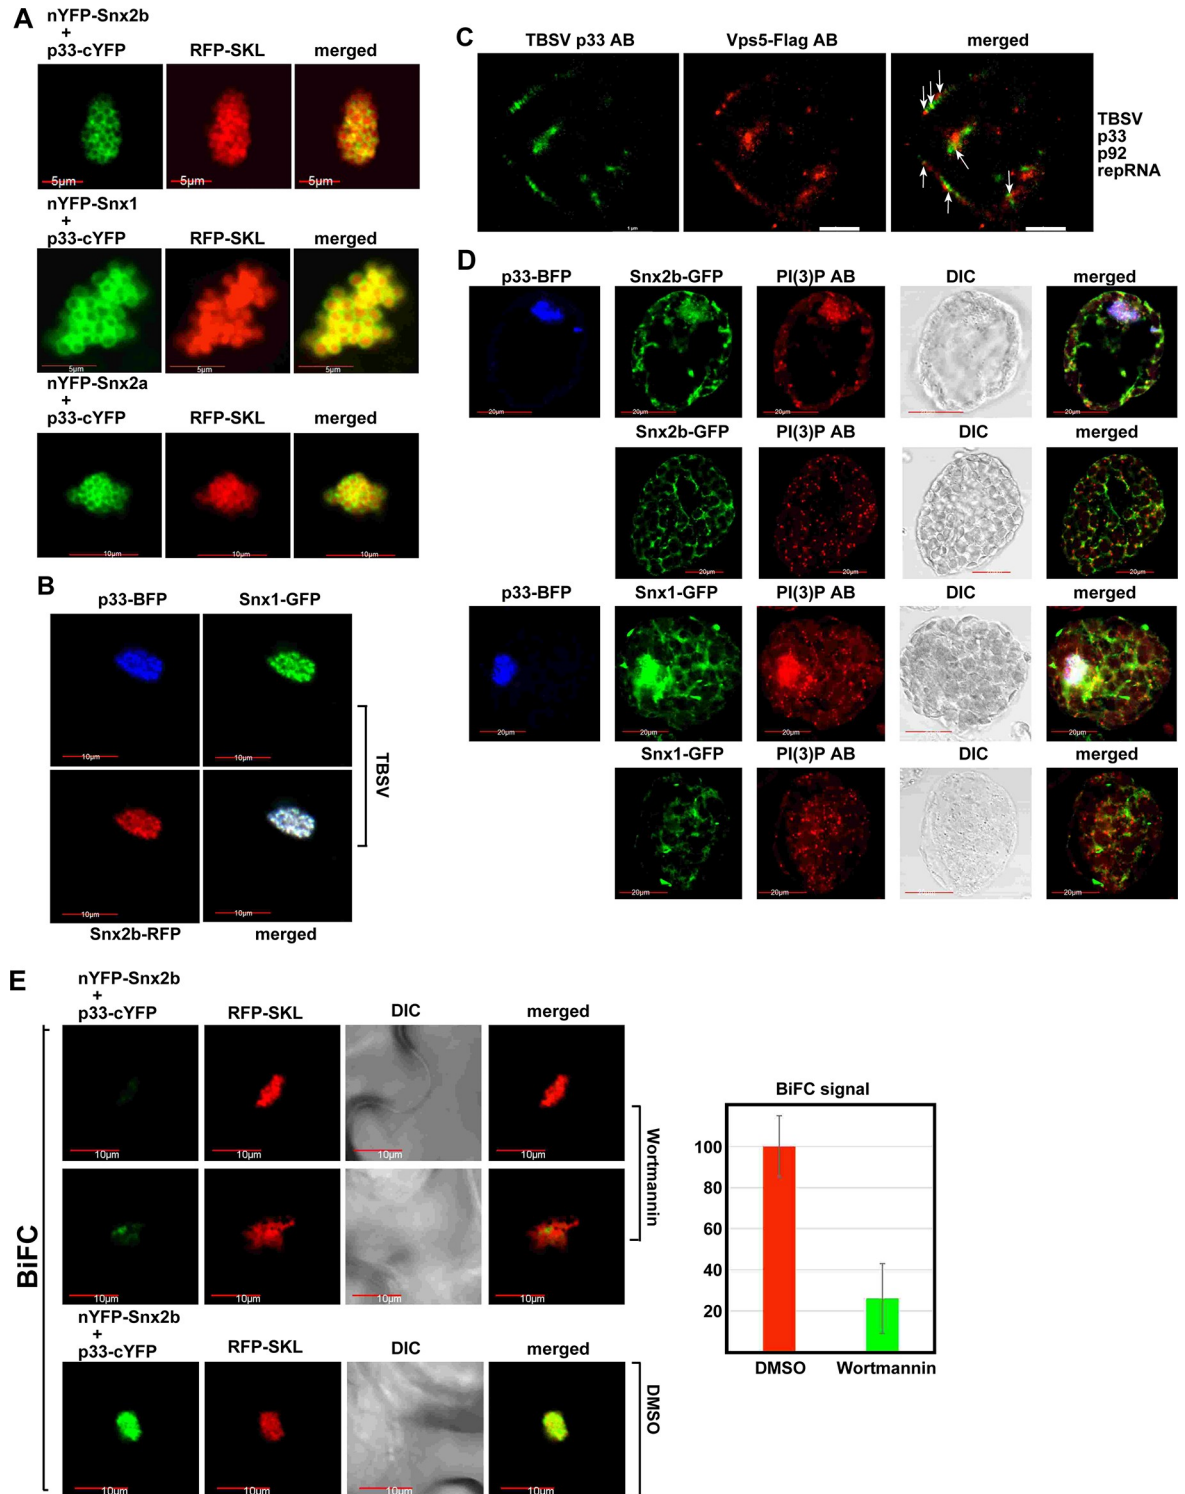 A
nYFP-Snx2b
+
p33-cYFP
RFP-SKL
merged
5µm
5µm
5µm
nYFP-Snx1
+
p33-cYFP
RFP-SKL
merged
5µm
5µm
5µm
nYFP-Snx2a
+
p33-cYFP
RFP-SKL
merged
10µm
10µm
10µm
B
p33-BFP
Snx1-GFP
10µm
10µm
10µm
10µm
Snx2b-RFP
merged
TBSV
C
TBSV p33 AB
Vps5-Flag AB
merged
1 µm
TBSV
p33
p92
repRNA
D
p33-BFP
Snx2b-GFP
PI(3)P AB
DIC
merged
20µm
20µm
20µm
20µm
Snx2b-GFP
PI(3)P AB
DIC
merged
20µm
20µm
20µm
p33-BFP
Snx1-GFP
PI(3)P AB
DIC
merged
20µm
20µm
20µm
20µm
Snx1-GFP
PI(3)P AB
DIC
merged
20µm
20µm
20µm
E
BiFC
nYFP-Snx2b
+
p33-cYFP
RFP-SKL
DIC
merged
10µm
10µm
10µm
10µm
10µm
10µm
10µm
10µm
Wortmannin
nYFP-Snx2b
+
p33-cYFP
RFP-SKL
DIC
merged
10µm
10µm
10µm
10µm
DMSO
BiFC signal
100
80
60
40
20
DMSO
Wortmannin